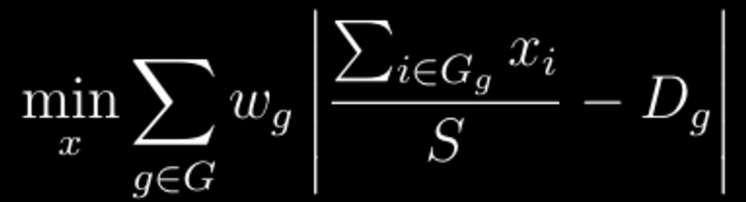 \min_{x} \sum_{g \in G} w_g \left| \frac{\sum_{i \in G_g} x_i}{S} - D_g \right|